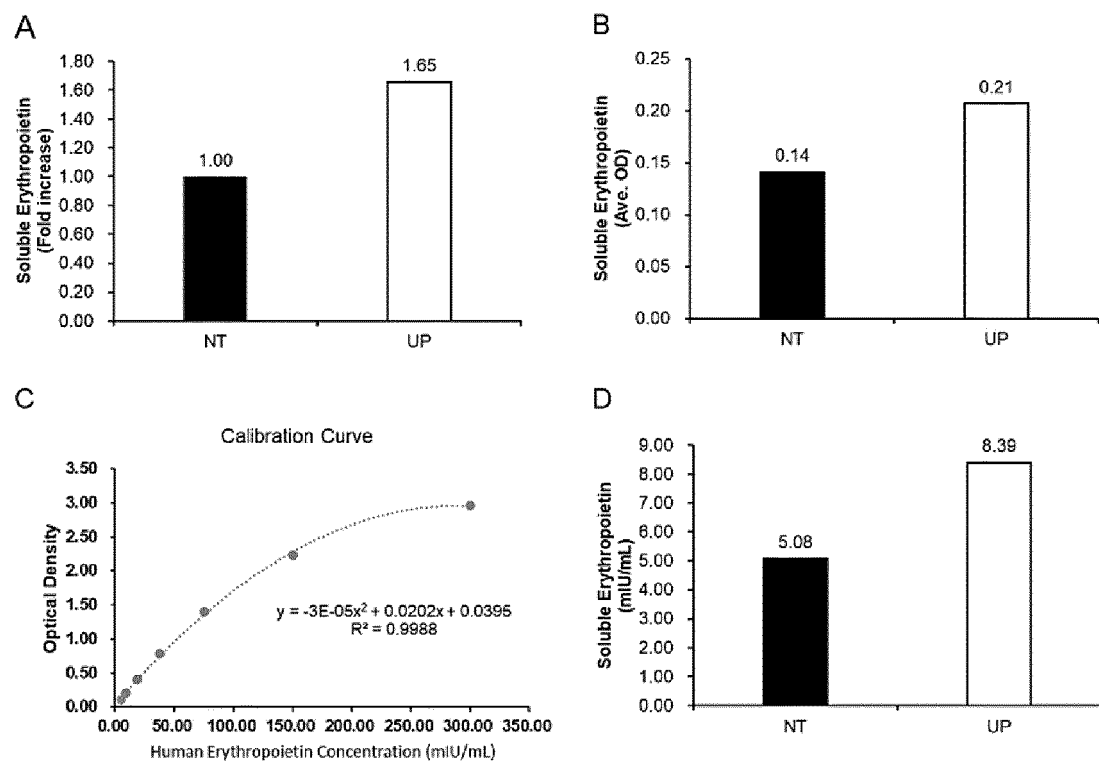 A
Soluble Erythropoietin
(Fold increase)
1.80
1.60
1.40
1.20
1.00
0.80
0.60
0.40
0.20
0.00
1.00
1.65
NT
UP
B
Soluble Erythropoietin
(Ave. OD)
0.25
0.20
0.15
0.10
0.05
0.00
0.14
0.21
NT
UP
C
Calibration Curve
Optical Density
3.50
3.00
2.50
2.00
1.50
1.00
0.50
0.00
y = -3E-05x² + 0.0202x + 0.0395
R² = 0.9988
0.00 50.00 100.00 150.00 200.00 250.00 300.00 350.00
Human Erythropoietin Concentration (mIU/mL)
D
Soluble Erythropoietin
(mIU/mL)
9.00
8.00
7.00
6.00
5.00
4.00
3.00
2.00
1.00
0.00
5.08
8.39
NT
UP